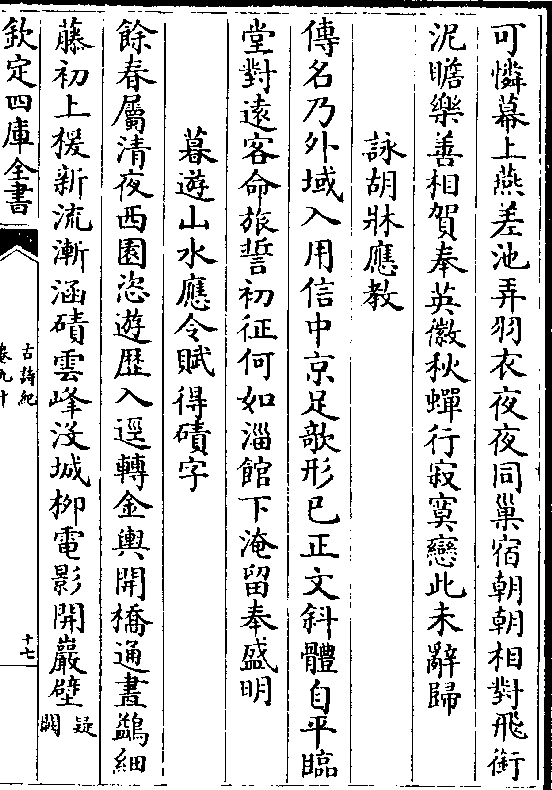 可憐幕上燕差池弄羽衣夜夜同巢宿朝朝相對飛銜
泥瞻樂善相賀奉英徽秋蟬行寂寞戀此未辭歸
詠胡牀應教
傳名乃外域入用信中京足敧形已正文斜體自平臨
堂對遠客命旅誓初征何如淄館下淹留奉盛明
暮遊山水應令賦得磧字
餘春屬清夜西園恣遊歴入逕轉金輿開橋通畫鷁細
藤初上楥新流漸涵磧雲峰沒城栁電影開巖壁疑闕
欽定四庫全書
古詩紀
卷九十
十七